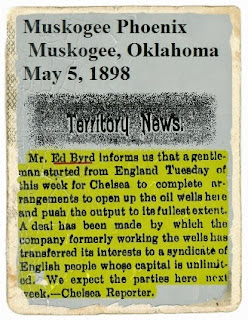 Muskogee Phoenix
Muskogee, Oklahoma
May 5, 1898
Territory News.
Mr. Ed Byrd informs us that a gentle-
man started from England Tuesday of
this week for Chelsea to complete ar-
rangements to open up the oil wells here
and push the output to its fullest extent.
A deal has been made by which the
company formerly working the wells has
transferred its interests to a syndicate of
English people whose capital is unlimit-
ed. We expect the parties here next
week.—Chelsea Reporter.